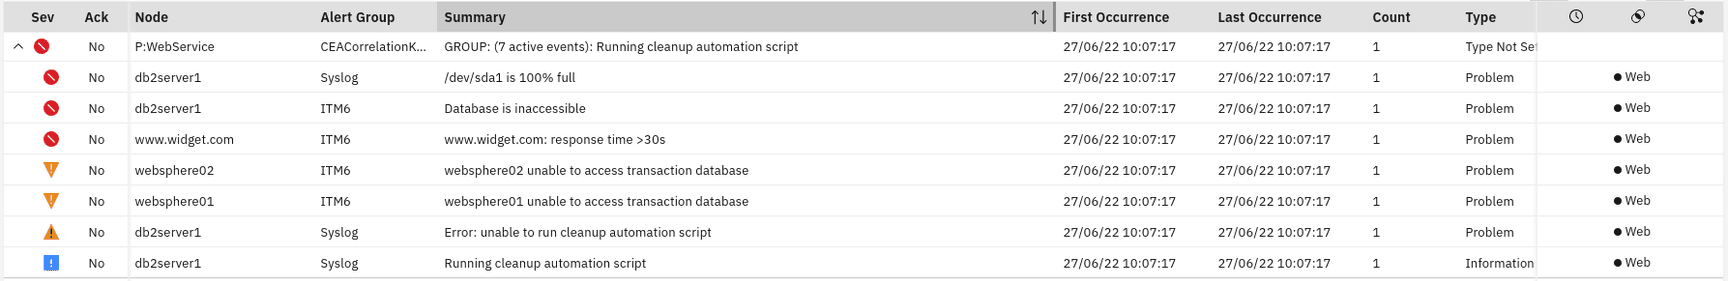 Sev Ack Node Alert Group Summary First Occurrence Last Occurrence Count Type
No P:WebService CEACorrelationK... GROUP: (7 active events): Running cleanup automation script 27/06/22 10:07:17 27/06/22 10:07:17 1 Type Not Set
No db2server1 Syslog /dev/sda1 is 100% full 27/06/22 10:07:17 27/06/22 10:07:17 1 Problem Web
No db2server1 ITM6 Database is inaccessible 27/06/22 10:07:17 27/06/22 10:07:17 1 Problem Web
No www.widget.com ITM6 www.widget.com: response time >30s 27/06/22 10:07:17 27/06/22 10:07:17 1 Problem Web
No websphere02 ITM6 websphere02 unable to access transaction database 27/06/22 10:07:17 27/06/22 10:07:17 1 Problem Web
No websphere01 ITM6 websphere01 unable to access transaction database 27/06/22 10:07:17 27/06/22 10:07:17 1 Problem Web
No db2server1 Syslog Error: unable to run cleanup automation script 27/06/22 10:07:17 27/06/22 10:07:17 1 Problem Web
No db2server1 Syslog Running cleanup automation script 27/06/22 10:07:17 27/06/22 10:07:17 1 Information Web